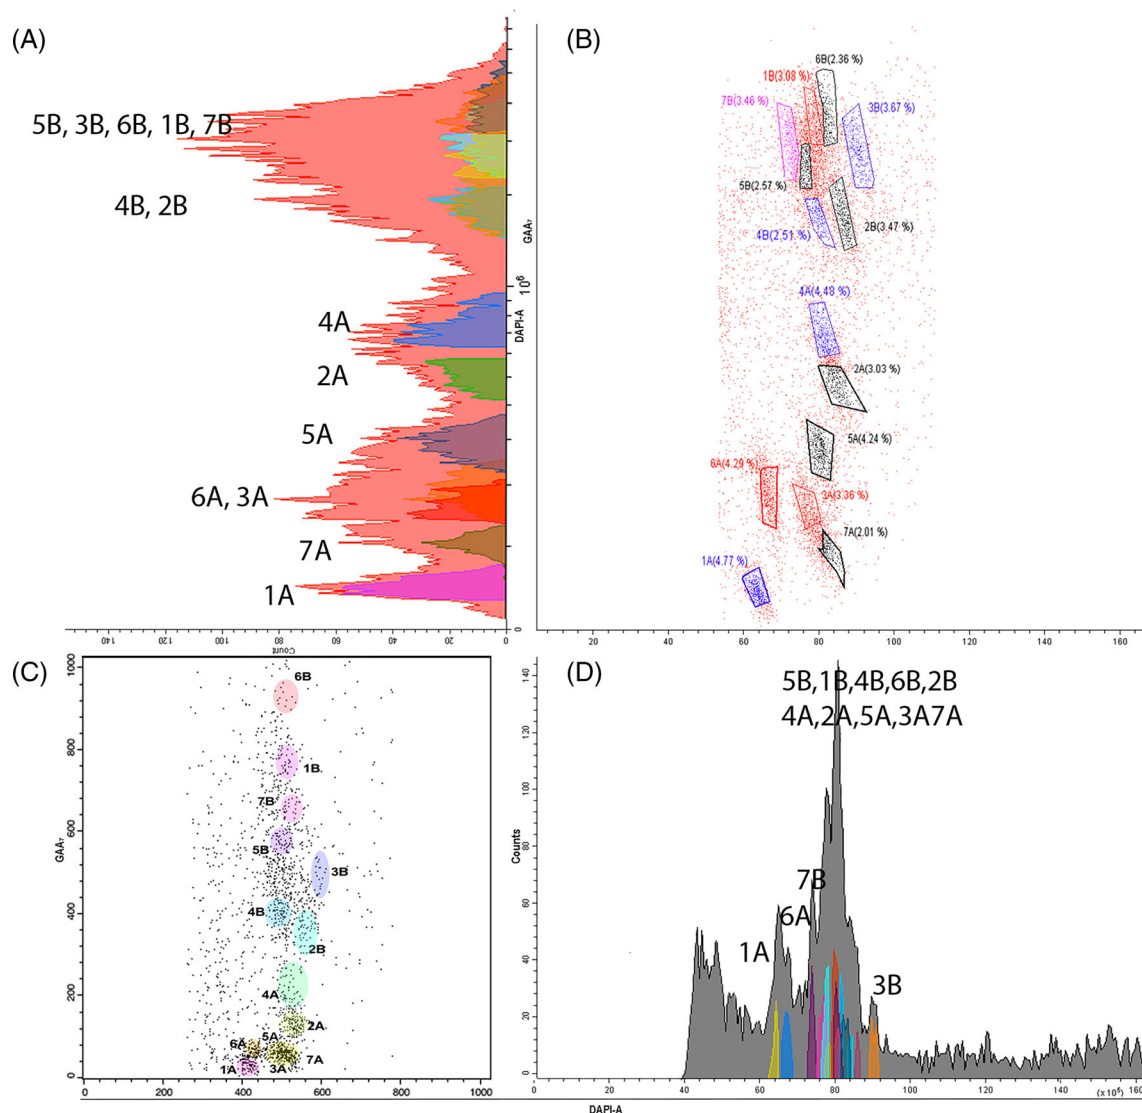 (A)
5B, 3B, 6B, 1B, 7B
4B, 2B
4A
2A
5A
6A, 3A
7A
1A
GAA₇
10⁶
DAPI-A
0
140
120
100
80
60
40
20
0
Count
(B)
6B(2.36 %)
1B(3.08 %)
7B(3.46 %)
3B(3.67 %)
5B(2.57 %)
2B(3.47 %)
4B(2.51 %)
4A(4.48 %)
2A(3.03 %)
5A(4.24 %)
6A(4.29 %)
3A(3.36 %)
7A(2.01 %)
1A(4.77 %)
20
40
60
80
100
120
140
160
(C)
1000
800
600
400
200
0
GAA₇
6B
1B
7B
5B
3B
4B
2B
4A
2A
5A
6A
7A
1A
3A
0
200
400
600
800
1000
(D)
5B,1B,4B,6B,2B
4A,2A,5A,3A7A
7B
6A
1A
3B
140
120
100
80
60
40
20
0
Counts
20
40
60
80
100
120
140
160
(x10⁵)
DAPI-A